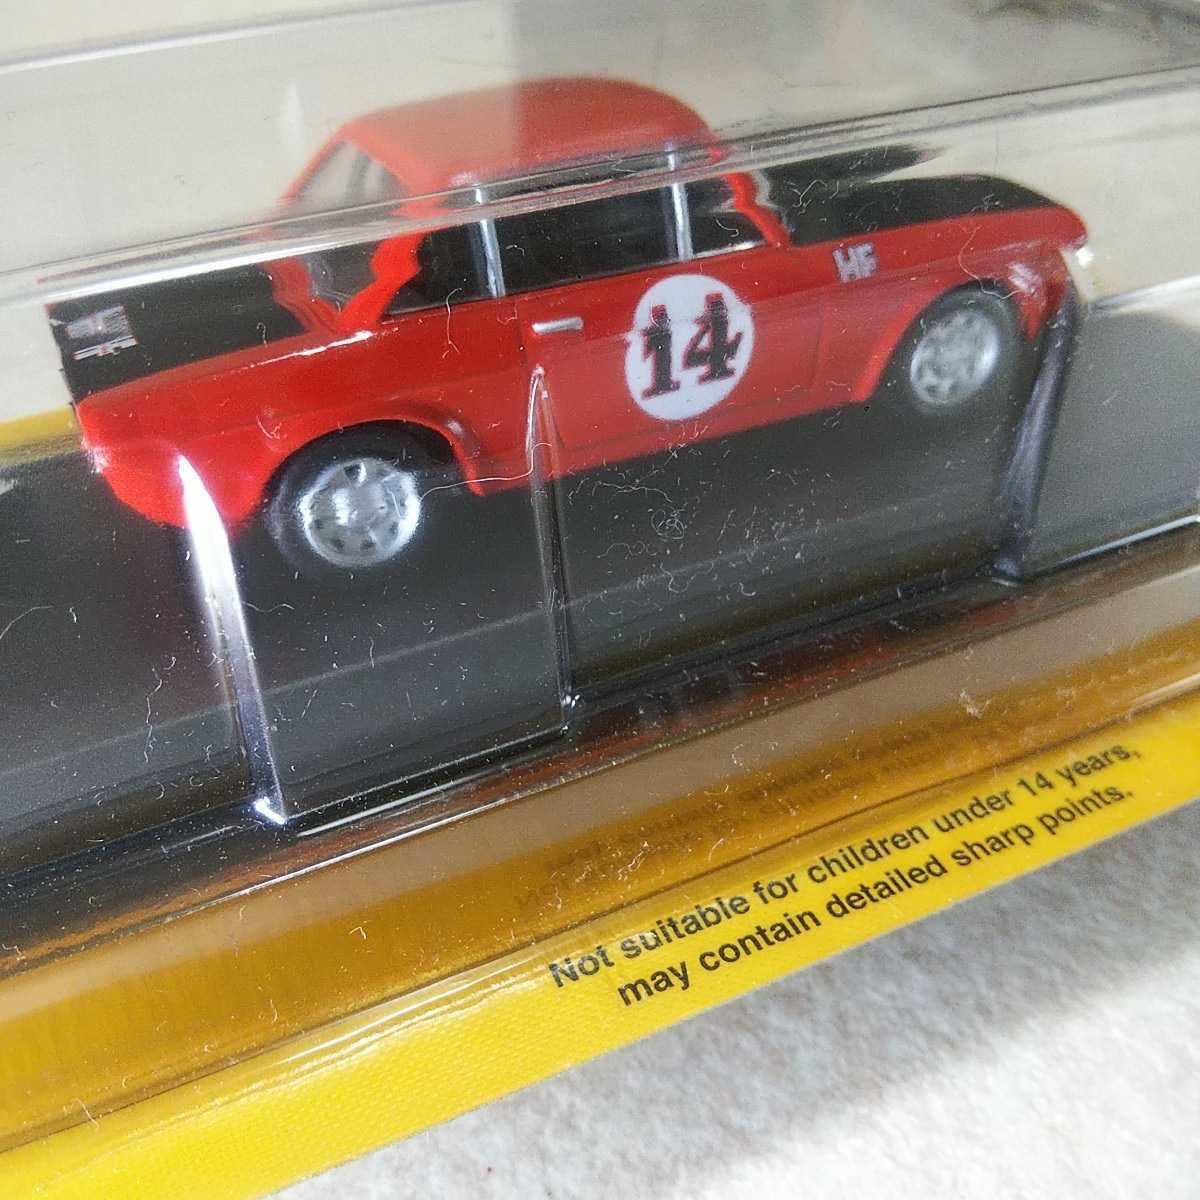 HF
14
Not suitable for children under 14 years,
may contain detailed sharp points.